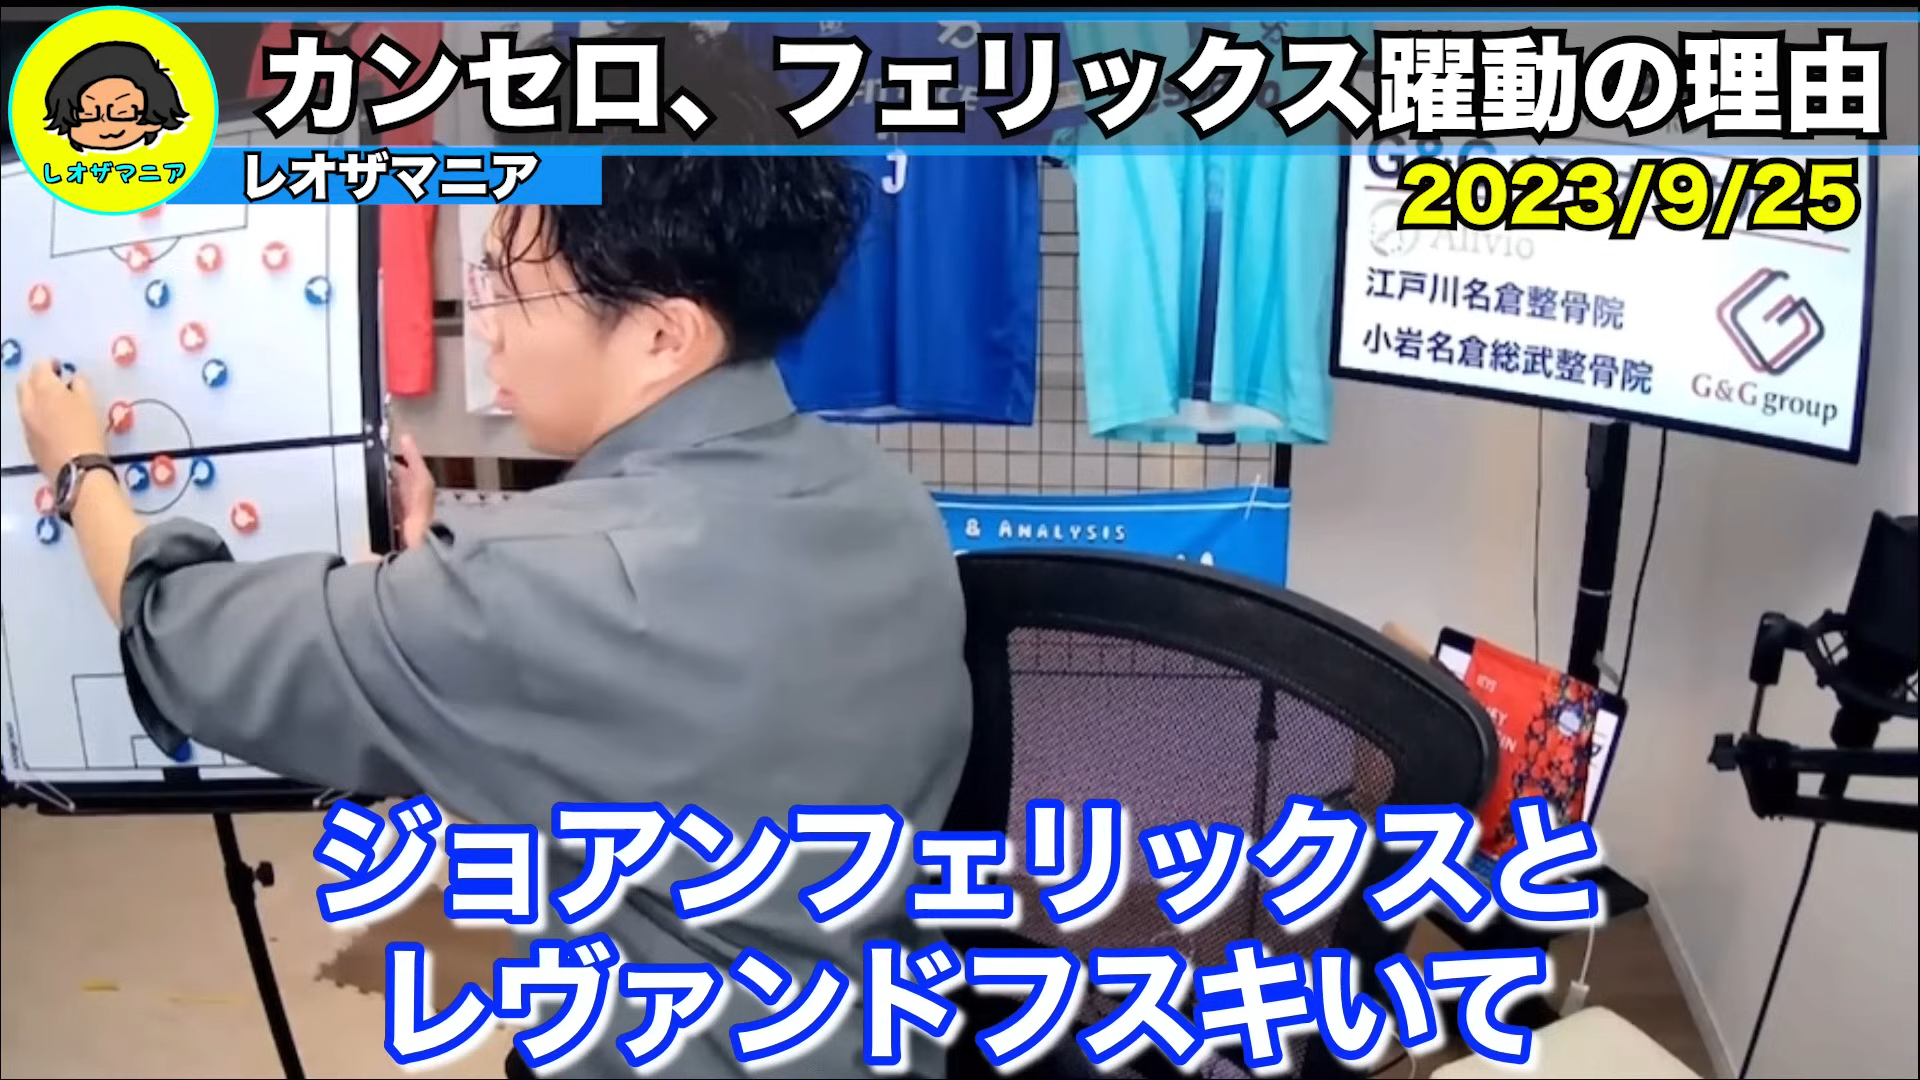 カンセロ、フェリックス躍動の理由
レオザマニア
レオザマニア
2023/9/25
J
Allvio
江戸川名倉整骨院
小岩名倉総武整骨院
G&G group
& ANALYSIS
ジョアンフェリックスと
レヴァンドフスキいて